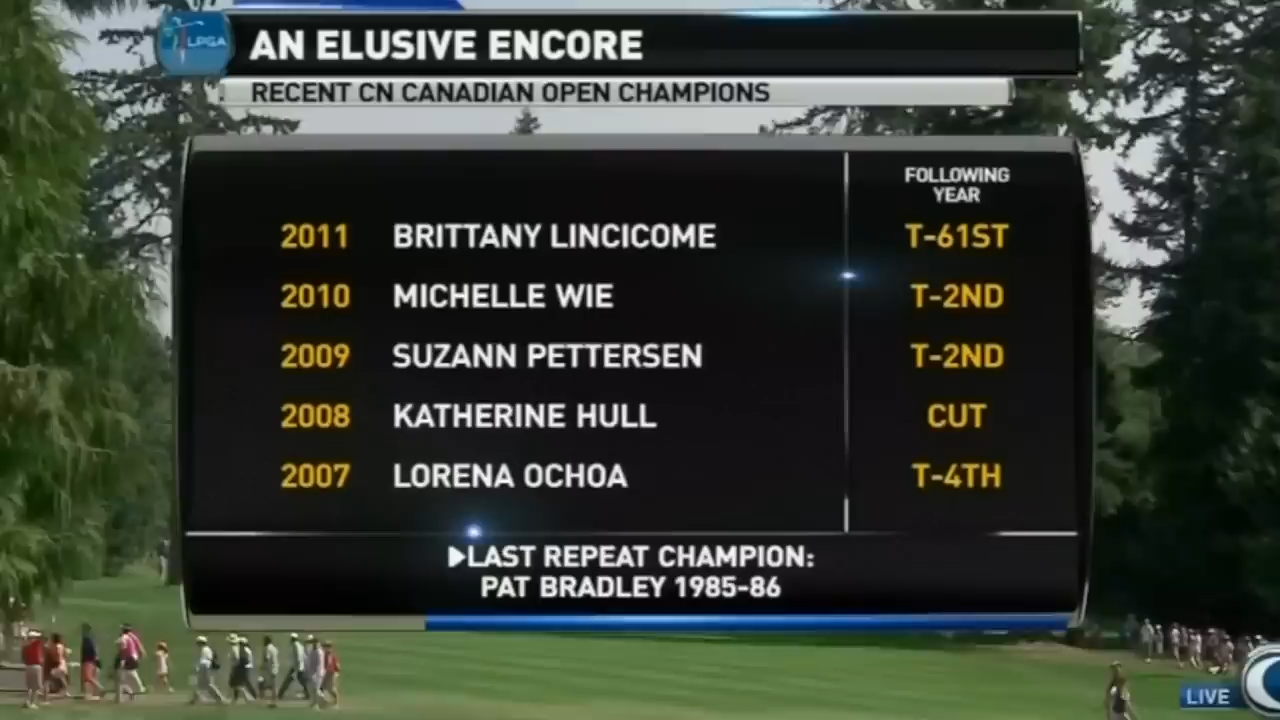 LPGA
AN ELUSIVE ENCORE
RECENT CN CANADIAN OPEN CHAMPIONS
FOLLOWING
YEAR
2011 BRITTANY LINCICOME T-61ST
2010 MICHELLE WIE T-2ND
2009 SUZANN PETTERSEN T-2ND
2008 KATHERINE HULL CUT
2007 LORENA OCHOA T-4TH
▶LAST REPEAT CHAMPION:
PAT BRADLEY 1985-86
LIVE